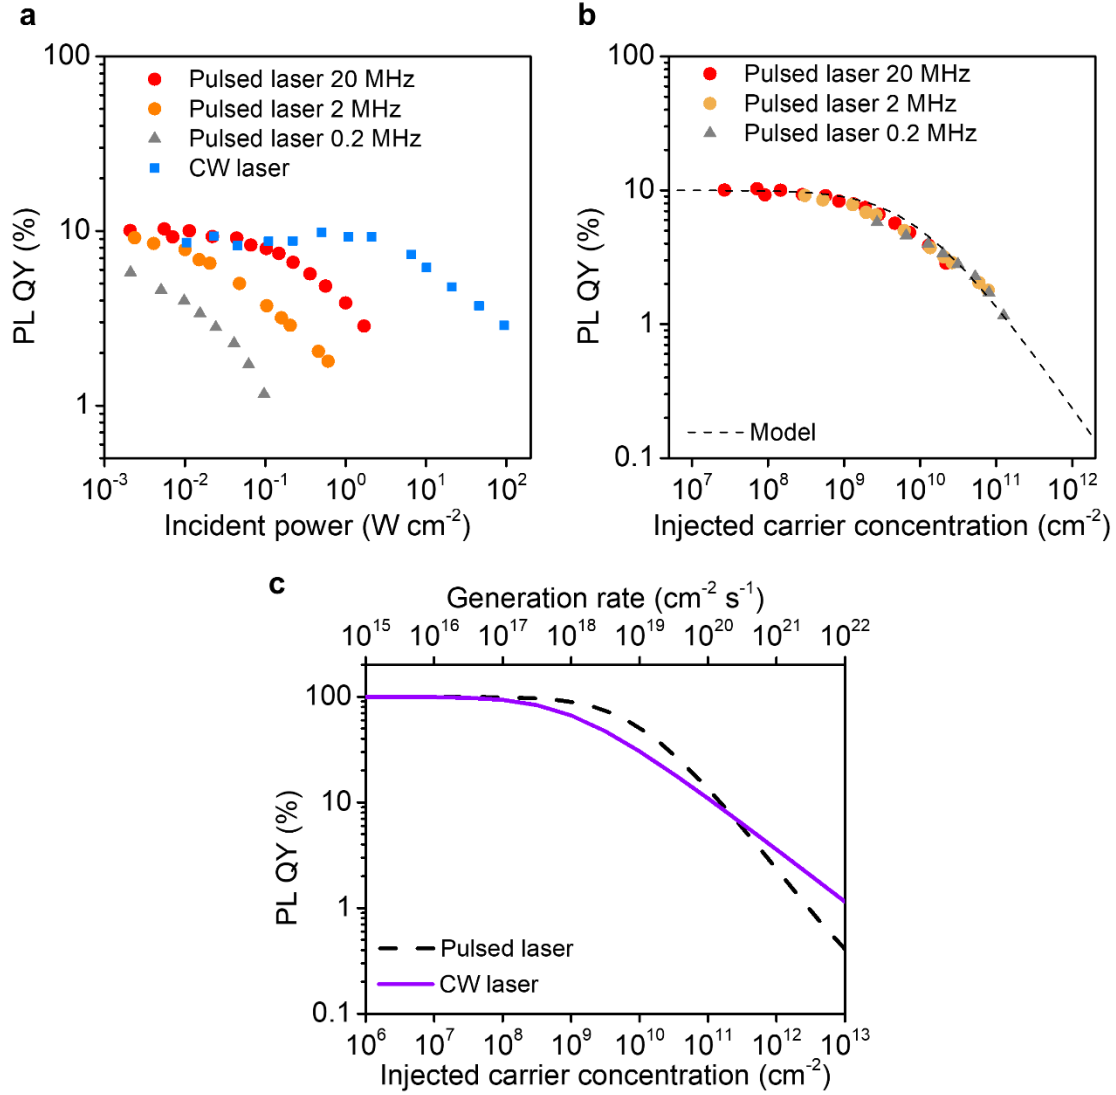 a
100
10
1
PL QY (%)
Pulsed laser 20 MHz
Pulsed laser 2 MHz
Pulsed laser 0.2 MHz
CW laser
10⁻³ 10⁻² 10⁻¹ 10⁰ 10¹ 10²
Incident power (W cm⁻²)
b
100
10
1
0.1
PL QY (%)
Pulsed laser 20 MHz
Pulsed laser 2 MHz
Pulsed laser 0.2 MHz
Model
10⁷ 10⁸ 10⁹ 10¹⁰ 10¹¹ 10¹²
Injected carrier concentration (cm⁻²)
c
Generation rate (cm⁻² s⁻¹)
10¹⁵ 10¹⁶ 10¹⁷ 10¹⁸ 10¹⁹ 10²⁰ 10²¹ 10²²
100
10
1
0.1
PL QY (%)
Pulsed laser
CW laser
10⁶ 10⁷ 10⁸ 10⁹ 10¹⁰ 10¹¹ 10¹² 10¹³
Injected carrier concentration (cm⁻²)